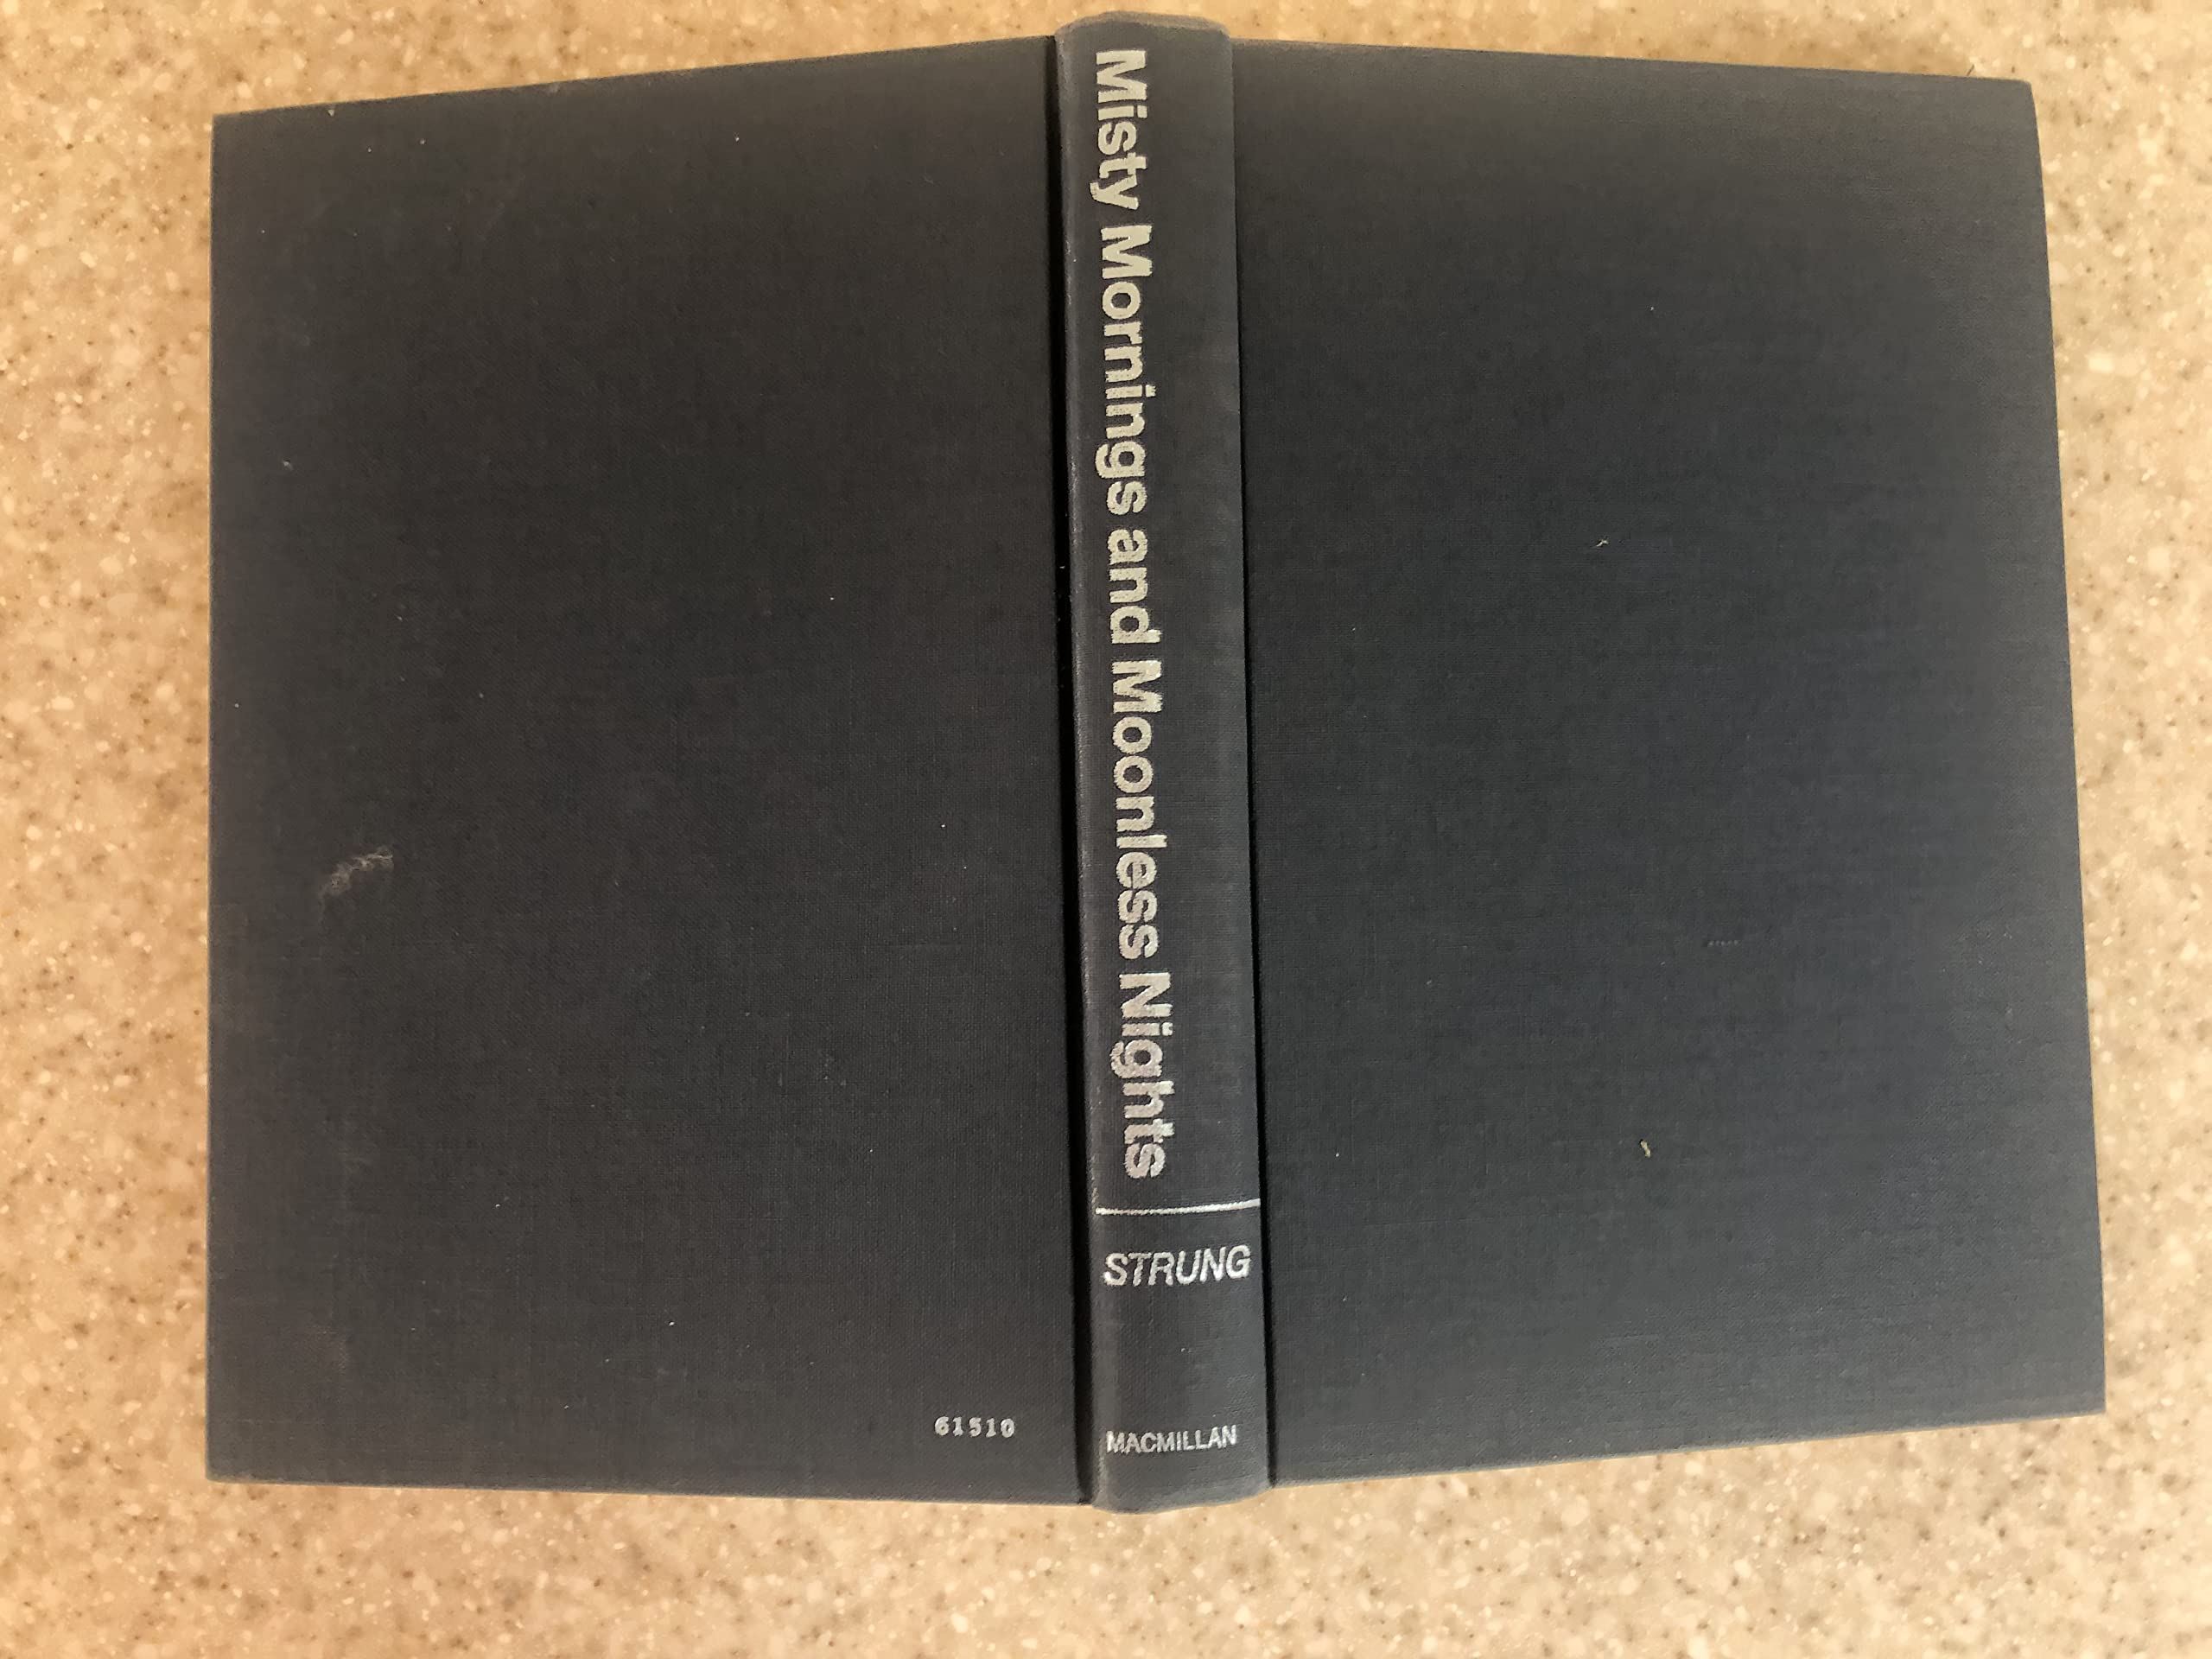 Misty Mornings and Moonless Nights
STRUNG
MACMILLAN
61510